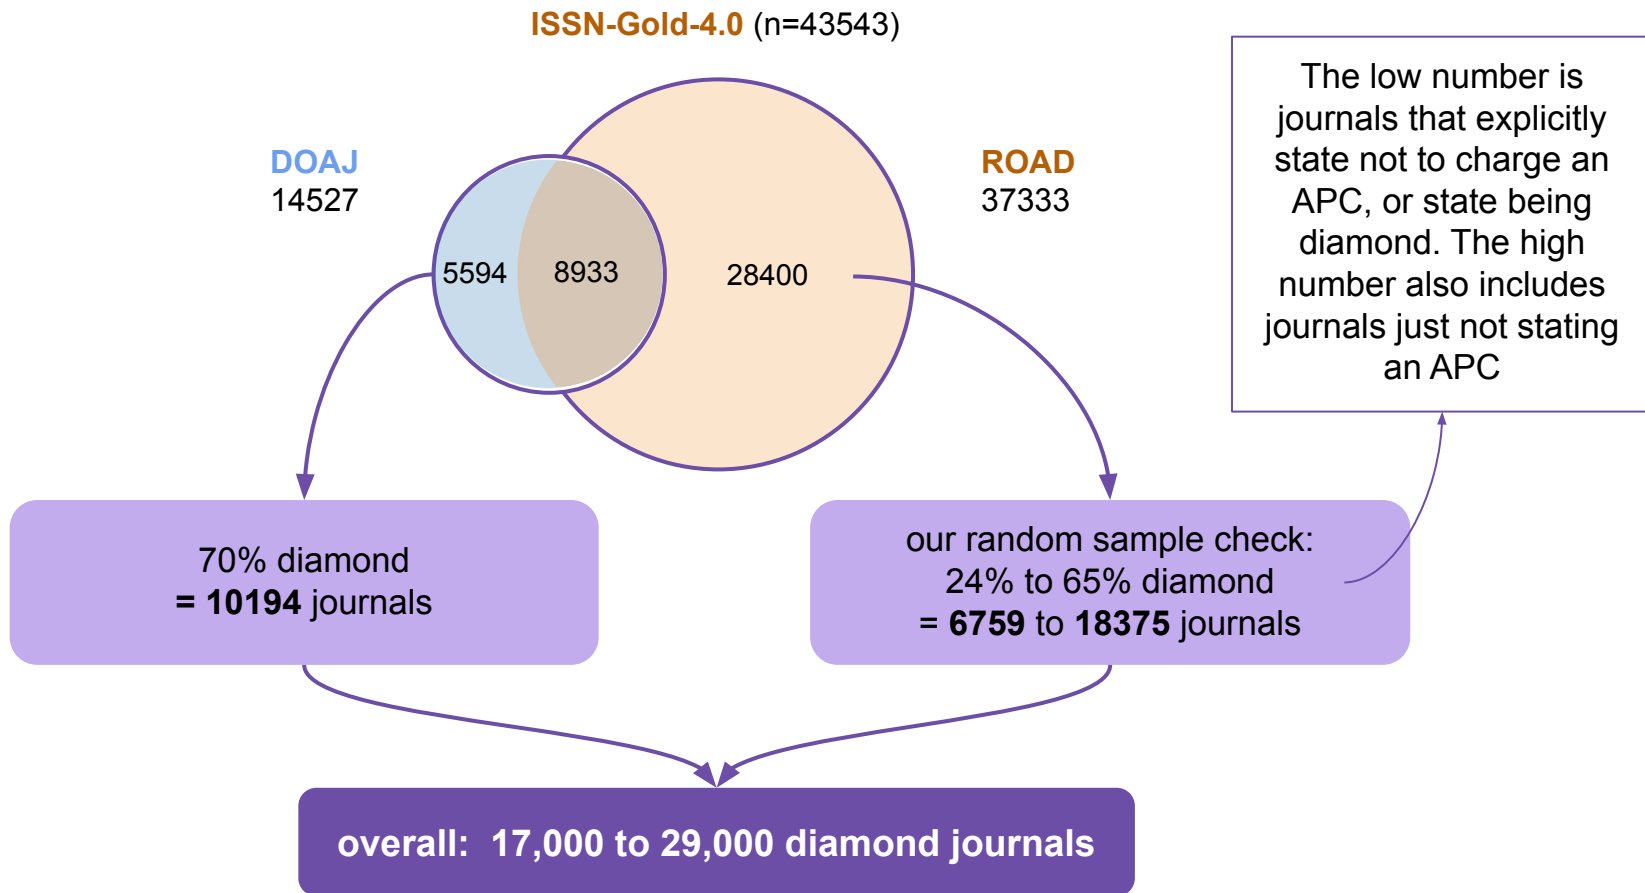 ISSN-Gold-4.0 (n=43543)
DOAJ
14527
ROAD
37333
5594
8933
28400
The low number is
journals that explicitly
state not to charge an
APC, or state being
diamond. The high
number also includes
journals just not stating
an APC
70% diamond
= 10194 journals
our random sample check:
24% to 65% diamond
= 6759 to 18375 journals
overall:  17,000 to 29,000 diamond journals